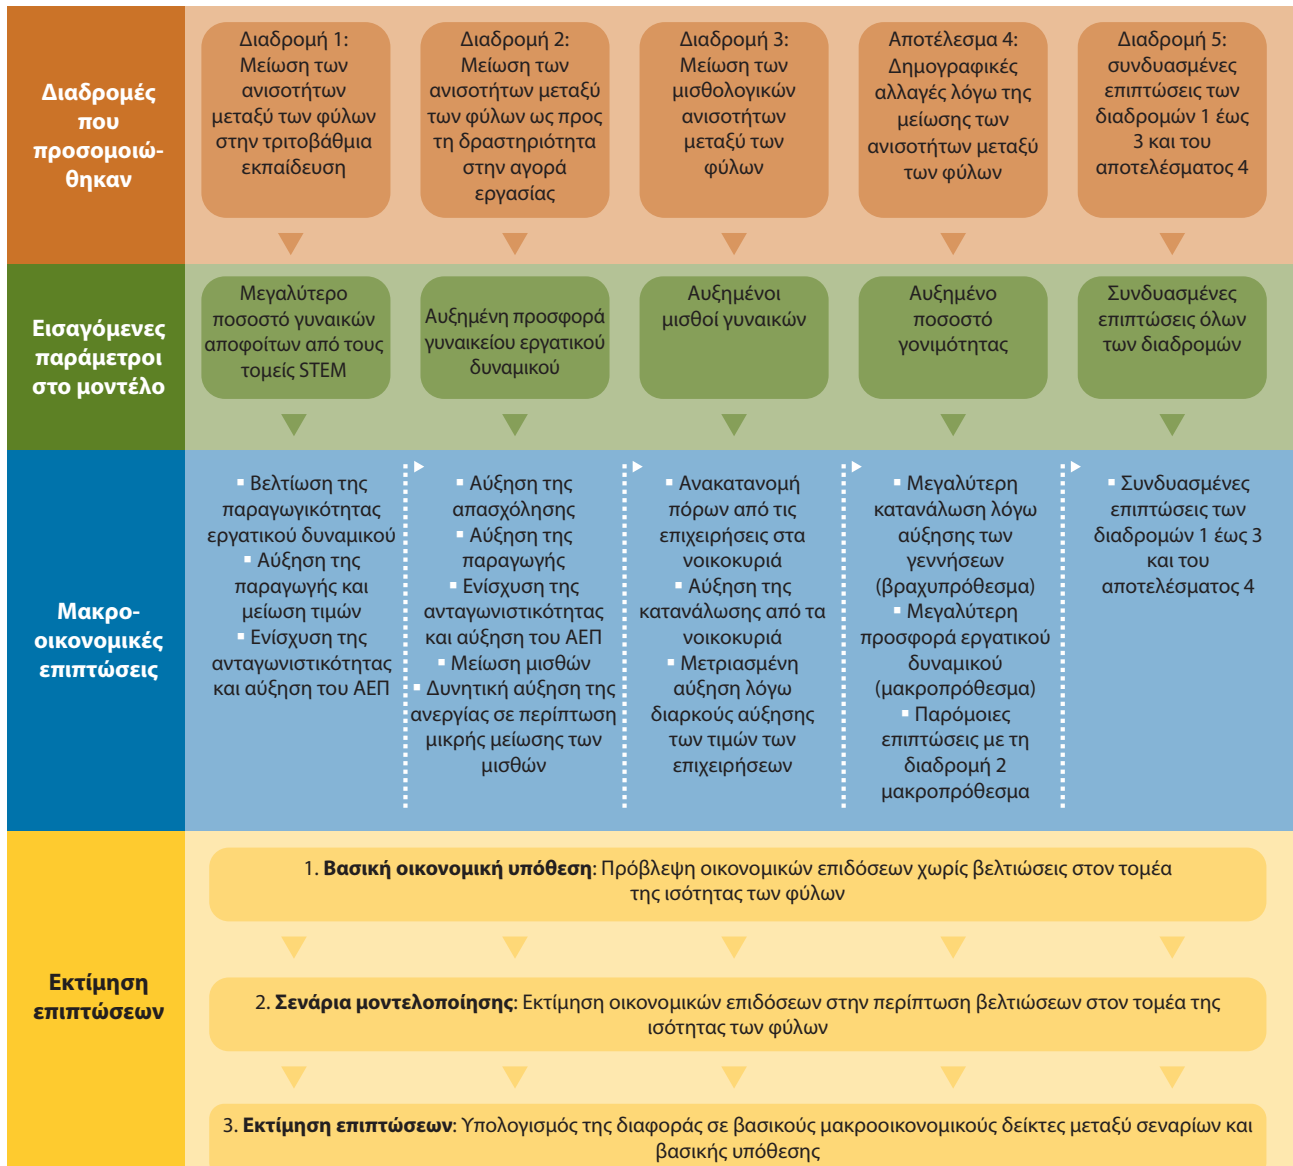 Διαδρομές
που
προσομοιώ-
θηκαν
Διαδρομή 1:
Μείωση των
ανισοτήτων
μεταξύ των φύλων
στην τριτοβάθμια
εκπαίδευση
Διαδρομή 2:
Μείωση των
ανισοτήτων μεταξύ
των φύλων ως προς
τη δραστηριότητα
στην αγορά
εργασίας
Διαδρομή 3:
Μείωση των
μισθολογικών
ανισοτήτων
μεταξύ των
φύλων
Αποτέλεσμα 4:
Δημογραφικές
αλλαγές λόγω της
μείωσης των
ανισοτήτων μεταξύ
των φύλων
Διαδρομή 5:
συνδυασμένες
επιπτώσεις των
διαδρομών 1 έως
3 και του
αποτελέσματος 4
Εισαγόμενες
παράμετροι
στο μοντέλο
Μεγαλύτερο
ποσοστό γυναικών
αποφοίτων από τους
τομείς STEM
Αυξημένη προσφορά
γυναικείου εργατικού
δυναμικού
Αυξημένοι
μισθοί γυναικών
Αυξημένο
ποσοστό
γονιμότητας
Συνδυασμένες
επιπτώσεις όλων
των διαδρομών
Μακρο-
οικονομικές
επιπτώσεις
▪ Βελτίωση της
παραγωγικότητας
εργατικού δυναμικού
▪ Αύξηση της
παραγωγής και
μείωση τιμών
▪ Ενίσχυση της
ανταγωνιστικότητας
και αύξηση του ΑΕΠ
▪ Αύξηση της
απασχόλησης
▪ Αύξηση της
παραγωγής
▪ Ενίσχυση της
ανταγωνιστικότητας
και αύξηση του ΑΕΠ
▪ Μείωση μισθών
▪ Δυνητική αύξηση της
ανεργίας σε περίπτωση
μικρής μείωσης των
μισθών
▪ Ανακατανομή
πόρων από τις
επιχειρήσεις στα
νοικοκυριά
▪ Αύξηση της
κατανάλωσης από τα
νοικοκυριά
▪ Μετριασμένη
αύξηση λόγω
διαρκούς αύξησης
των τιμών των
επιχειρήσεων
▪ Μεγαλύτερη
κατανάλωση λόγω
αύξησης των
γεννήσεων
(βραχυπρόθεσμα)
▪ Μεγαλύτερη
προσφορά εργατικού
δυναμικού
(μακροπρόθεσμα)
▪ Παρόμοιες
επιπτώσεις με τη
διαδρομή 2
μακροπρόθεσμα
▪ Συνδυασμένες
επιπτώσεις των
διαδρομών 1 έως 3
και του
αποτελέσματος 4
Εκτίμηση
επιπτώσεων
1. Βασική οικονομική υπόθεση: Πρόβλεψη οικονομικών επιδόσεων χωρίς βελτιώσεις στον τομέα
της ισότητας των φύλων
2. Σενάρια μοντελοποίησης: Εκτίμηση οικονομικών επιδόσεων στην περίπτωση βελτιώσεων στον τομέα της
ισότητας των φύλων
3. Εκτίμηση επιπτώσεων: Υπολογισμός της διαφοράς σε βασικούς μακροοικονομικούς δείκτες μεταξύ σεναρίων και
βασικής υπόθεσης